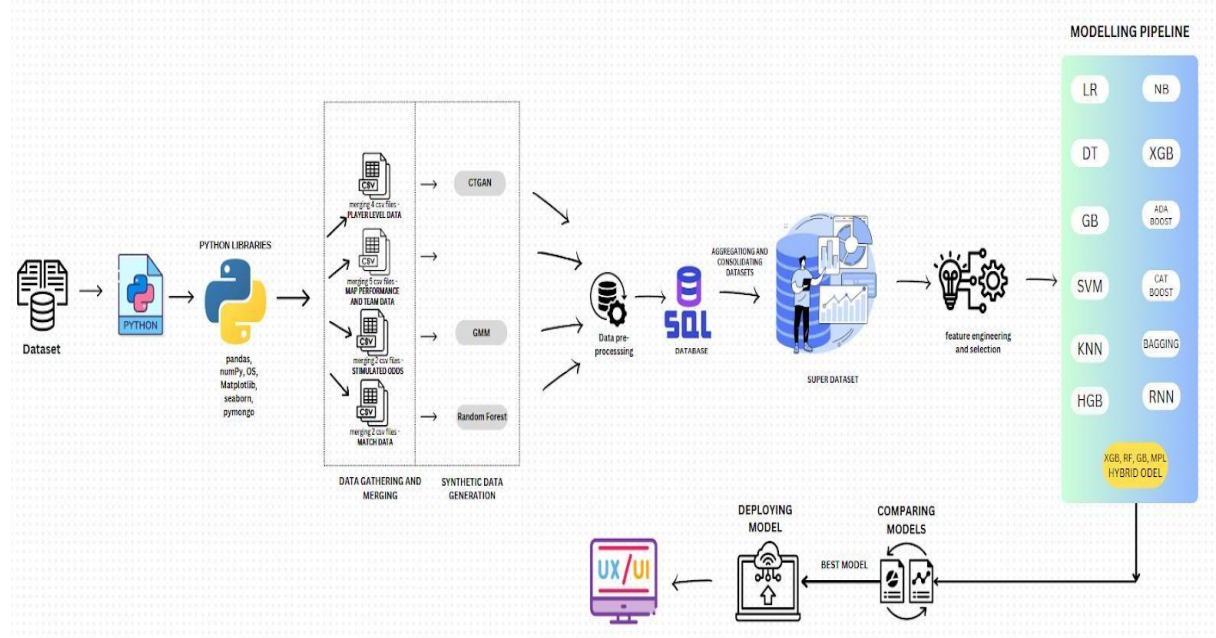 MODELLING PIPELINE
LR
NB
DT
XGB
GB
ADA
BOOST
SVM
CAT
BOOST
KNN
BAGGING
HGB
RNN
XGB, RF, GB, MPL
HYBRID ODEL
Dataset
PYTHON
PYTHON LIBRARIES
pandas,
numPy, OS,
Matplotlib,
seaborn,
pymongo
CSV
merging 4 csv files -
PLAYER LEVEL DATA
CTGAN
CSV
merging 5 csv files -
MAP PERFORMANCE
AND TEAM DATA
CSV
merging 2 csv files -
STIMULATED ODDS
GMM
CSV
merging 2 csv files -
MATCH DATA
Random Forest
DATA GATHERING AND
MERGING
SYNTHETIC DATA
GENERATION
Data pre-
processsing
SQL
DATABASE
AGGREGATIONG AND
CONSOLIDATING
DATASETS
SUPER DATASET
feature engineering
and selection
COMPARING
MODELS
BEST MODEL
DEPLOYING
MODEL
UX/UI